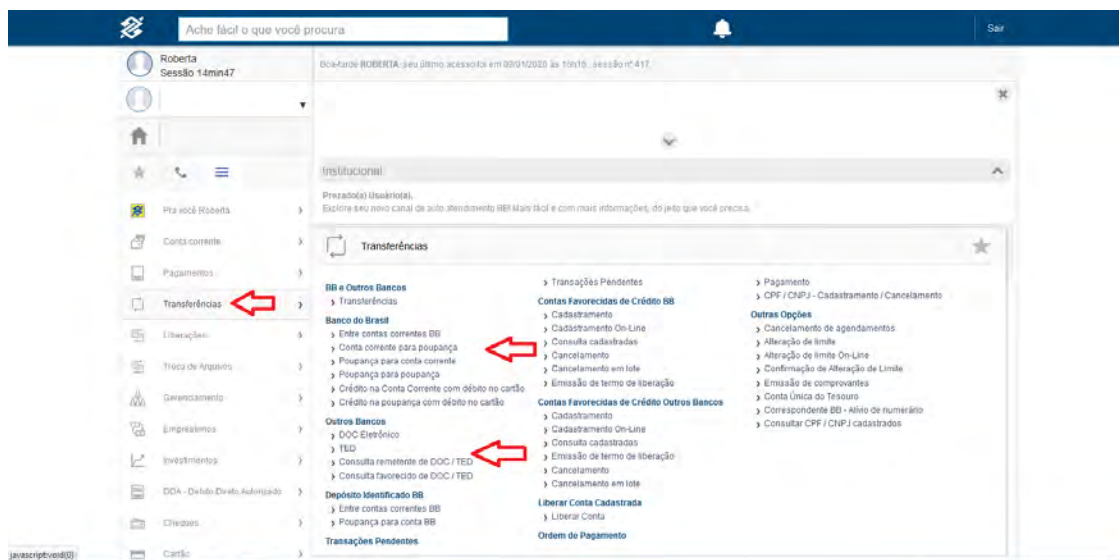 Acho fácil o que você procura
Sair
Roberta
Sessão 14min47
Boa-tarde ROBERTA, seu último acesso foi em
Institucional
Prezado(a) Usuário(a),
Explore seu novo canal de auto atendimento BB! Mais fácil e com mais informações, do jeito que você precisa.
Pra você Roberta
Conta corrente
Pagamentos
Transferências
Liberações
Troca de Arquivos
Gerenciamento
Empréstimos
Investimentos
DDA - Débito Direto Autorizado
Cheques
Cartão
Transferências
BB e Outros Bancos
Transferências
Banco do Brasil
Entre contas correntes BB
Conta corrente para poupança
Poupança para conta corrente
Poupança para poupança
Crédito na Conta Corrente com débito no cartão
Crédito na poupança com débito no cartão
Outros Bancos
DOC Eletrônico
TED
Consulta remetente de DOC / TED
Consulta favorecido de DOC / TED
Depósito Identificado BB
Entre contas correntes BB
Poupança para conta BB
Transações Pendentes
Transações Pendentes
Contas Favorecidas de Crédito BB
Cadastramento
Cadastramento On-Line
Consulta cadastradas
Cancelamento
Cancelamento em lote
Emissão de termo de liberação
Contas Favorecidas de Crédito Outros Bancos
Cadastramento
Cadastramento On-Line
Consulta cadastradas
Emissão de termo de liberação
Cancelamento
Cancelamento em lote
Liberar Conta Cadastrada
Liberar Conta
Ordem de Pagamento
Pagamento
CPF / CNPJ - Cadastramento / Cancelamento
Outras Opções
Cancelamento de agendamentos
Alteração de limite
Alteração de limite On-Line
Confirmação de Alteração de Limite
Emissão de comprovantes
Conta Única do Tesouro
Correspondente BB - Alívio de numerário
Consultar CPF / CNPJ cadastrados
javascript:void(0)